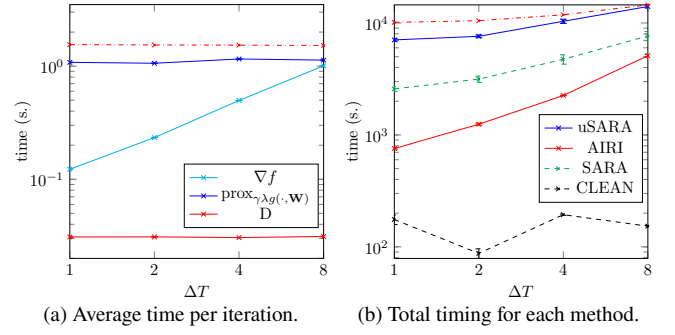 10^0
10^{-1}
time (s.)
∇f
prox_{γλg(·,W)}
D
1 2 4 8
ΔT
(a) Average time per iteration.
10^4
10^3
10^2
time (s.)
uSARA
AIRI
SARA
CLEAN
1 2 4 8
ΔT
(b) Total timing for each method.